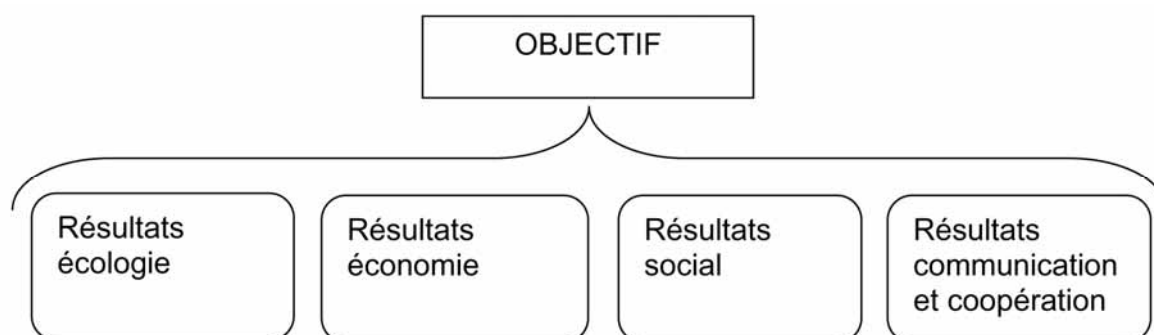 OBJECTIF
Résultats
écologie
Résultats
économie
Résultats
social
Résultats
communication
et coopération